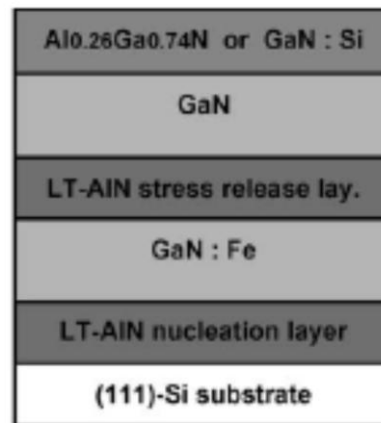 Al0.26Ga0.74N or GaN : Si
GaN
LT-AlN stress release lay.
GaN : Fe
LT-AlN nucleation layer
(111)-Si substrate